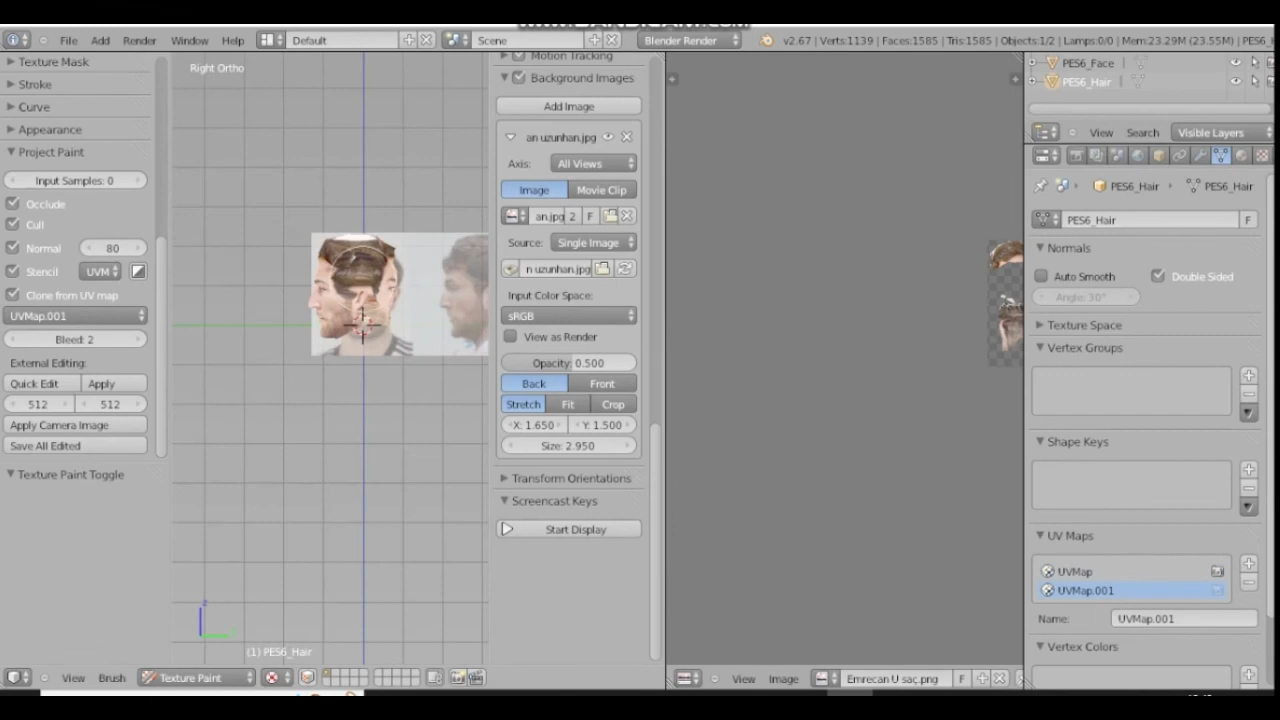 File Add Render Window Help Default Scene Blender Render v2.67 | Verts:1139 | Faces:1585 | Tris:1585 | Objects:1/2 | Lamps:0/0 | Mem:23.29M (23.55M) | PES6_
Texture Mask
Stroke
Curve
Appearance
Project Paint
Input Samples: 0
Occlude
Cull
Normal 80
Stencil UVM
Clone from UV map
UVMap.001
Bleed: 2
External Editing:
Quick Edit Apply
512 512
Apply Camera Image
Save All Edited
Texture Paint Toggle
Right Ortho
(1) PES6_Hair
Motion Tracking
Background Images
Add Image
an uzunhan.jpg
Axis: All Views
Image Movie Clip
an.jpg 2 F
Source: Single Image
n uzunhan.jpg
Input Color Space:
sRGB
View as Render
Opacity: 0.500
Back Front
Stretch Fit Crop
X: 1.650 Y: 1.500
Size: 2.950
Transform Orientations
Screencast Keys
Start Display
View Brush Texture Paint
View Image Emrecan U saç.png F
PES6_Face
PES6_Hair
View Search Visible Layers
PES6_Hair PES6_Hair
PES6_Hair F
Normals
Auto Smooth Double Sided
Angle: 30°
Texture Space
Vertex Groups
Shape Keys
UV Maps
UVMap
UVMap.001
Name: UVMap.001
Vertex Colors